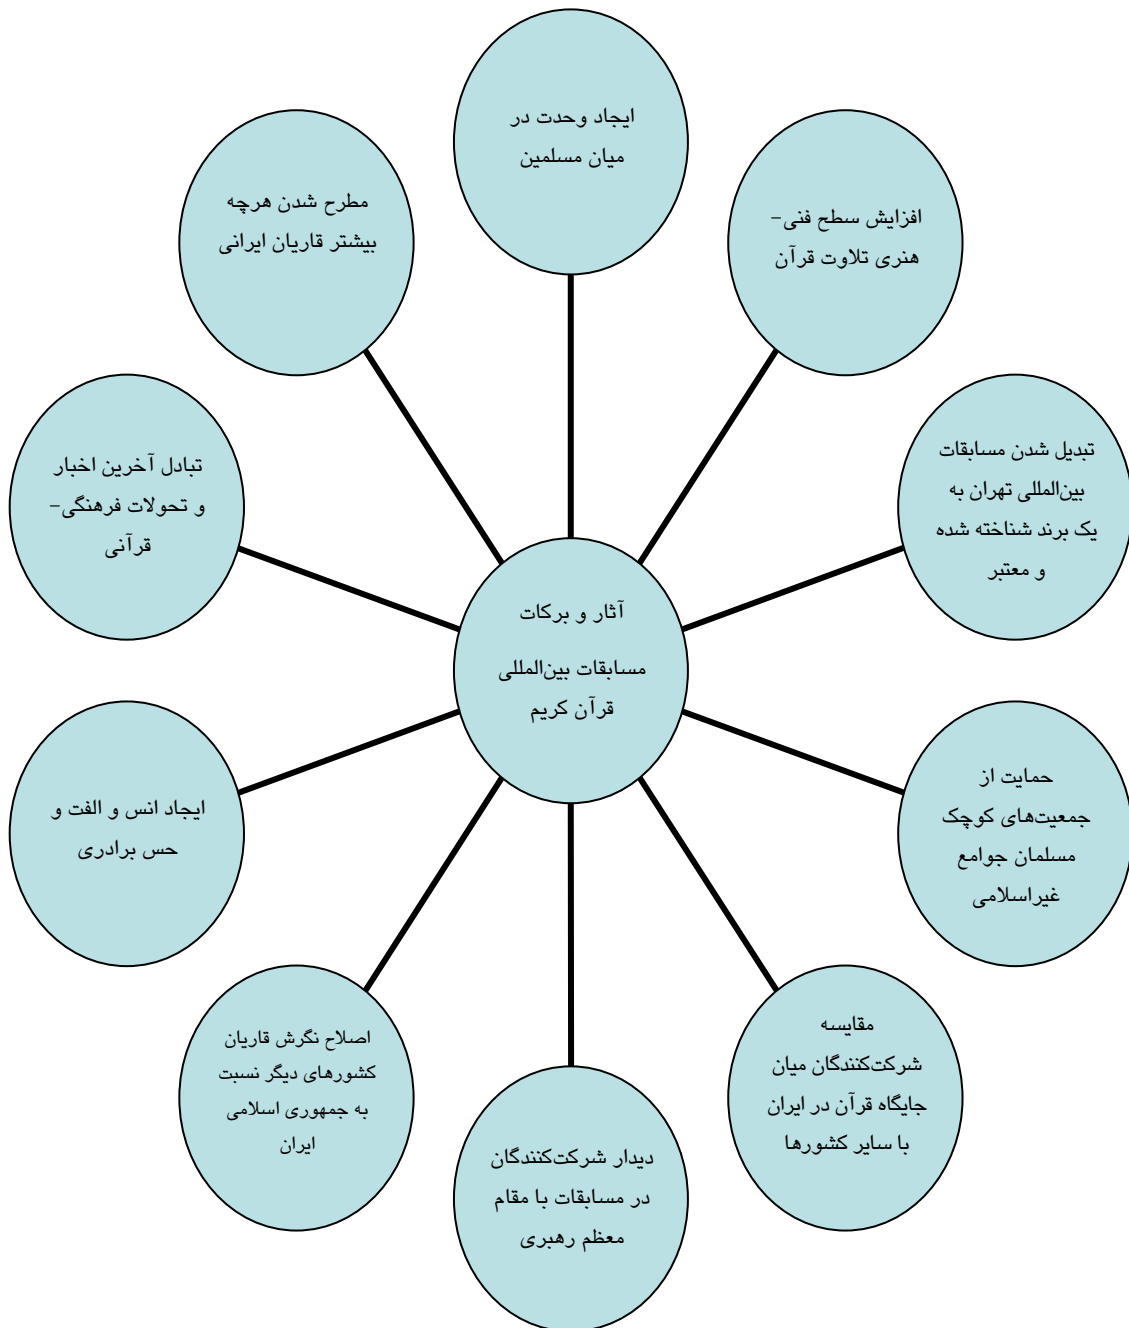 ایجاد وحدت در
میان مسلمین
افزایش سطح فنی-
هنری تلاوت قرآن
مطرح شدن هرچه
بیشتر قاریان ایرانی
تبدیل شدن مسابقات
بین‌المللی تهران به
یک برند شناخته شده
و معتبر
تبادل آخرین اخبار
و تحولات فرهنگی-
قرآنی
آثار و برکات
مسابقات بین‌المللی
قرآن کریم
حمایت از
جمعیت‌های کوچک
مسلمان جوامع
غیراسلامی
ایجاد انس و الفت و
حس برادری
مقایسه
شرکت‌کنندگان میان
جایگاه قرآن در ایران
با سایر کشورها
اصلاح نگرش قاریان
کشورهای دیگر نسبت
به جمهوری اسلامی
ایران
دیدار شرکت‌کنندگان
در مسابقات با مقام
معظم رهبری